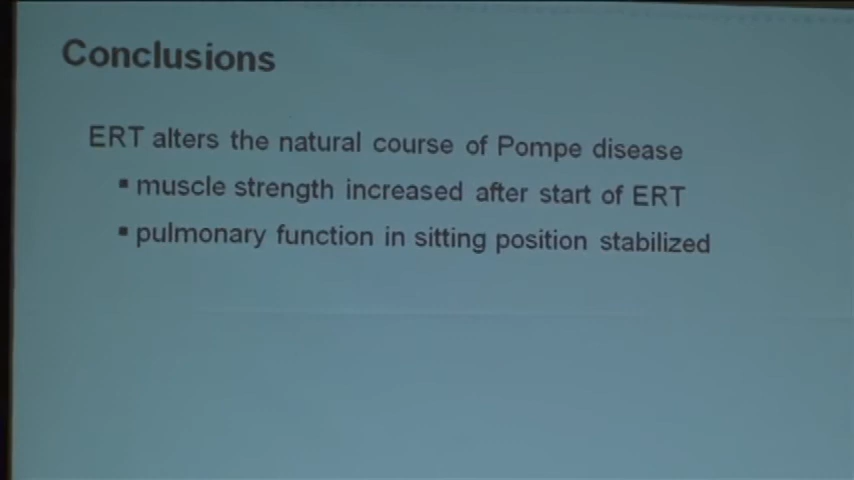 Conclusions
ERT alters the natural course of Pompe disease
▪ muscle strength increased after start of ERT
▪ pulmonary function in sitting position stabilized